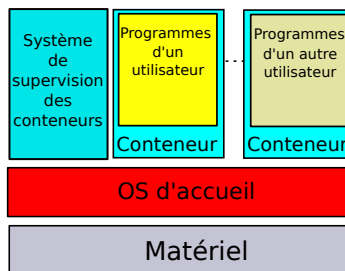 Système
de
supervision
des
conteneurs
Programmes
d'un
utilisateur
Conteneur
Programmes
d'un autre
utilisateur
Conteneur
OS d'accueil
Matériel